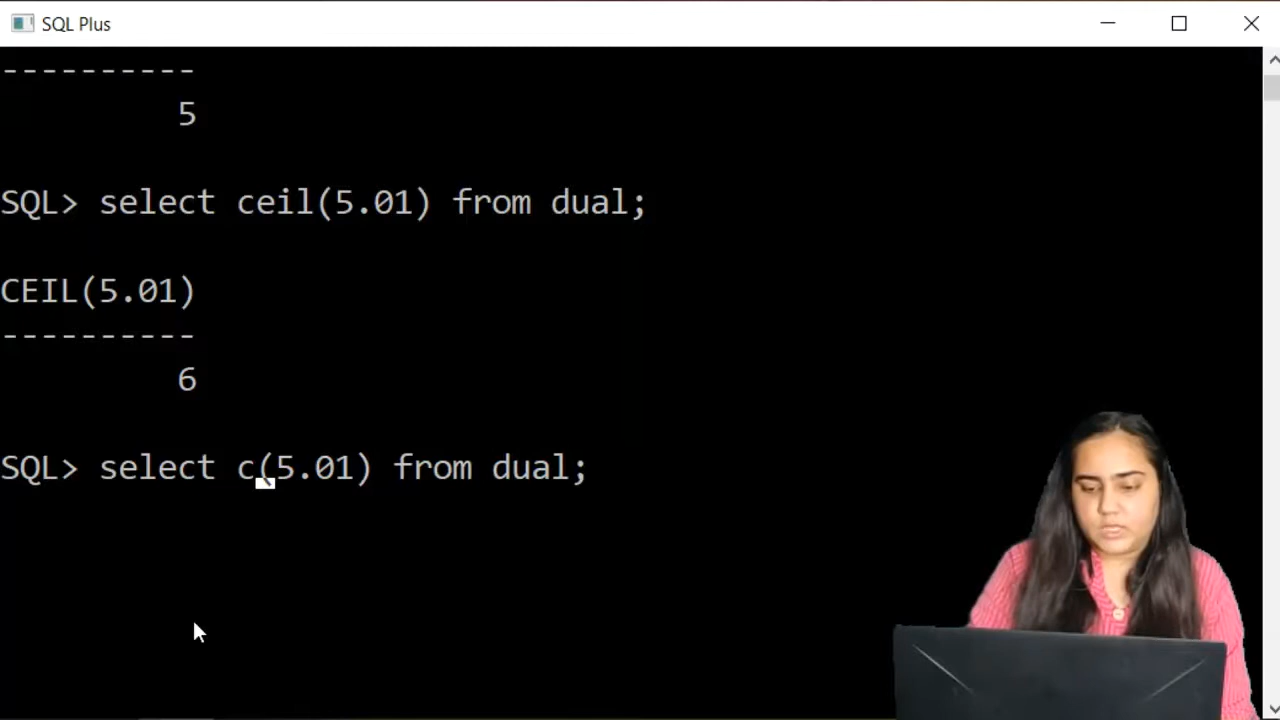 SQL Plus
----------
5
SQL> select ceil(5.01) from dual;
CEIL(5.01)
----------
6
SQL> select c(5.01) from dual;